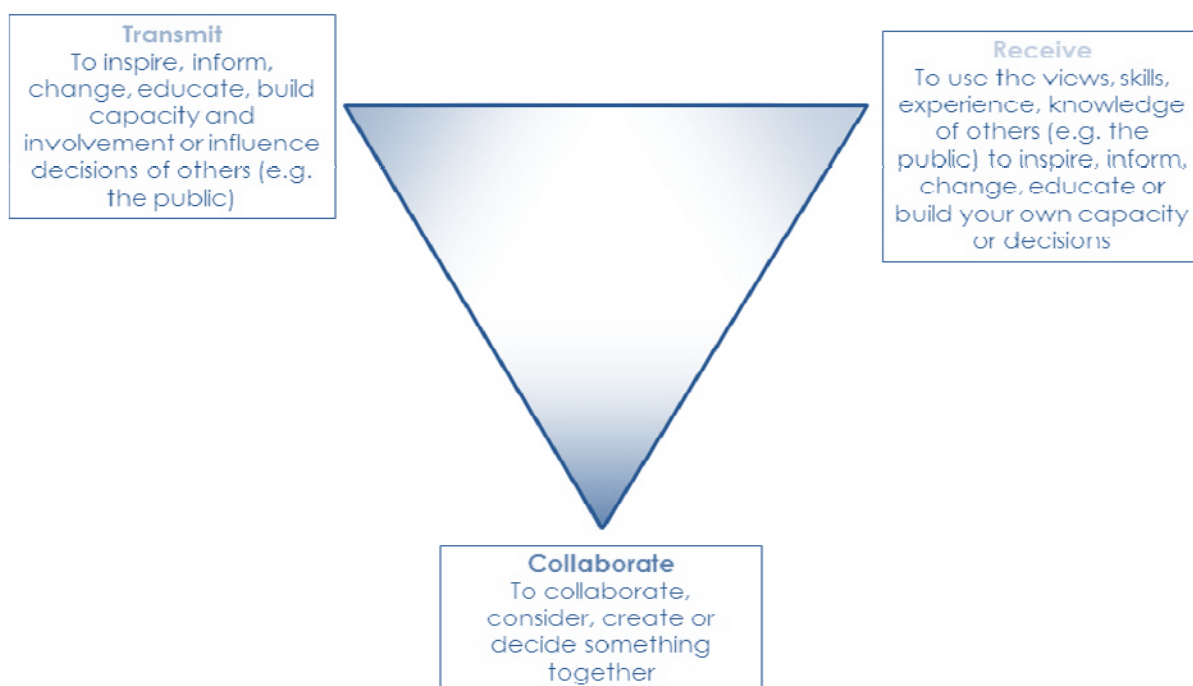 Transmit
To inspire, inform,
change, educate, build
capacity and
involvement or influence
decisions of others (e.g.
the public)
Receive
To use the views, skills,
experience, knowledge
of others (e.g. the
public) to inspire, inform,
change, educate or
build your own capacity
or decisions
Collaborate
To collaborate,
consider, create or
decide something
together